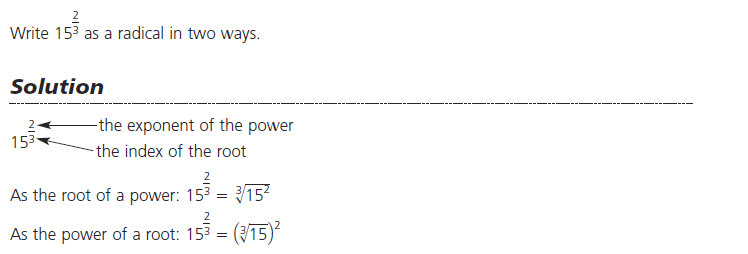 Write 15^(2/3) as a radical in two ways.
Solution
15^(2/3) the exponent of the power
the index of the root
As the root of a power: 15^(2/3) = ∛15²
As the power of a root: 15^(2/3) = (∛15)²